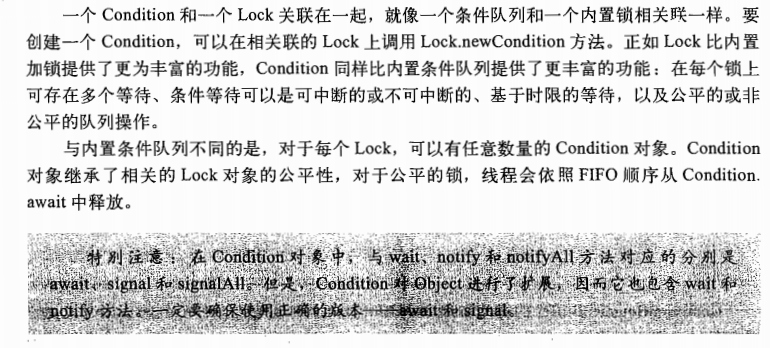 一个 Condition 和一个 Lock 关联在一起，就像一个条件队列和一个内置锁相关联一样。要
创建一个 Condition，可以在相关联的 Lock 上调用 Lock.newCondition 方法。正如 Lock 比内置
加锁提供了更为丰富的功能，Condition 同样比内置条件队列提供了更丰富的功能：在每个锁上
可存在多个等待、条件等待可以是可中断的或不可中断的、基于时限的等待，以及公平的或非
公平的队列操作。
与内置条件队列不同的是，对于每个 Lock，可以有任意数量的 Condition 对象。Condition
对象继承了相关的 Lock 对象的公平性，对于公平的锁，线程会依照 FIFO 顺序从 Condition.
await 中释放。
特别注意：在 Condition 对象中，与 wait、notify 和 notifyAll 方法对应的分别是
await、signal 和 signalAll。但是，Condition 对 Object 进行了扩展，因而它也包含 wait 和
notify 方法。一定要确保使用正确的版本——await 和 signal。